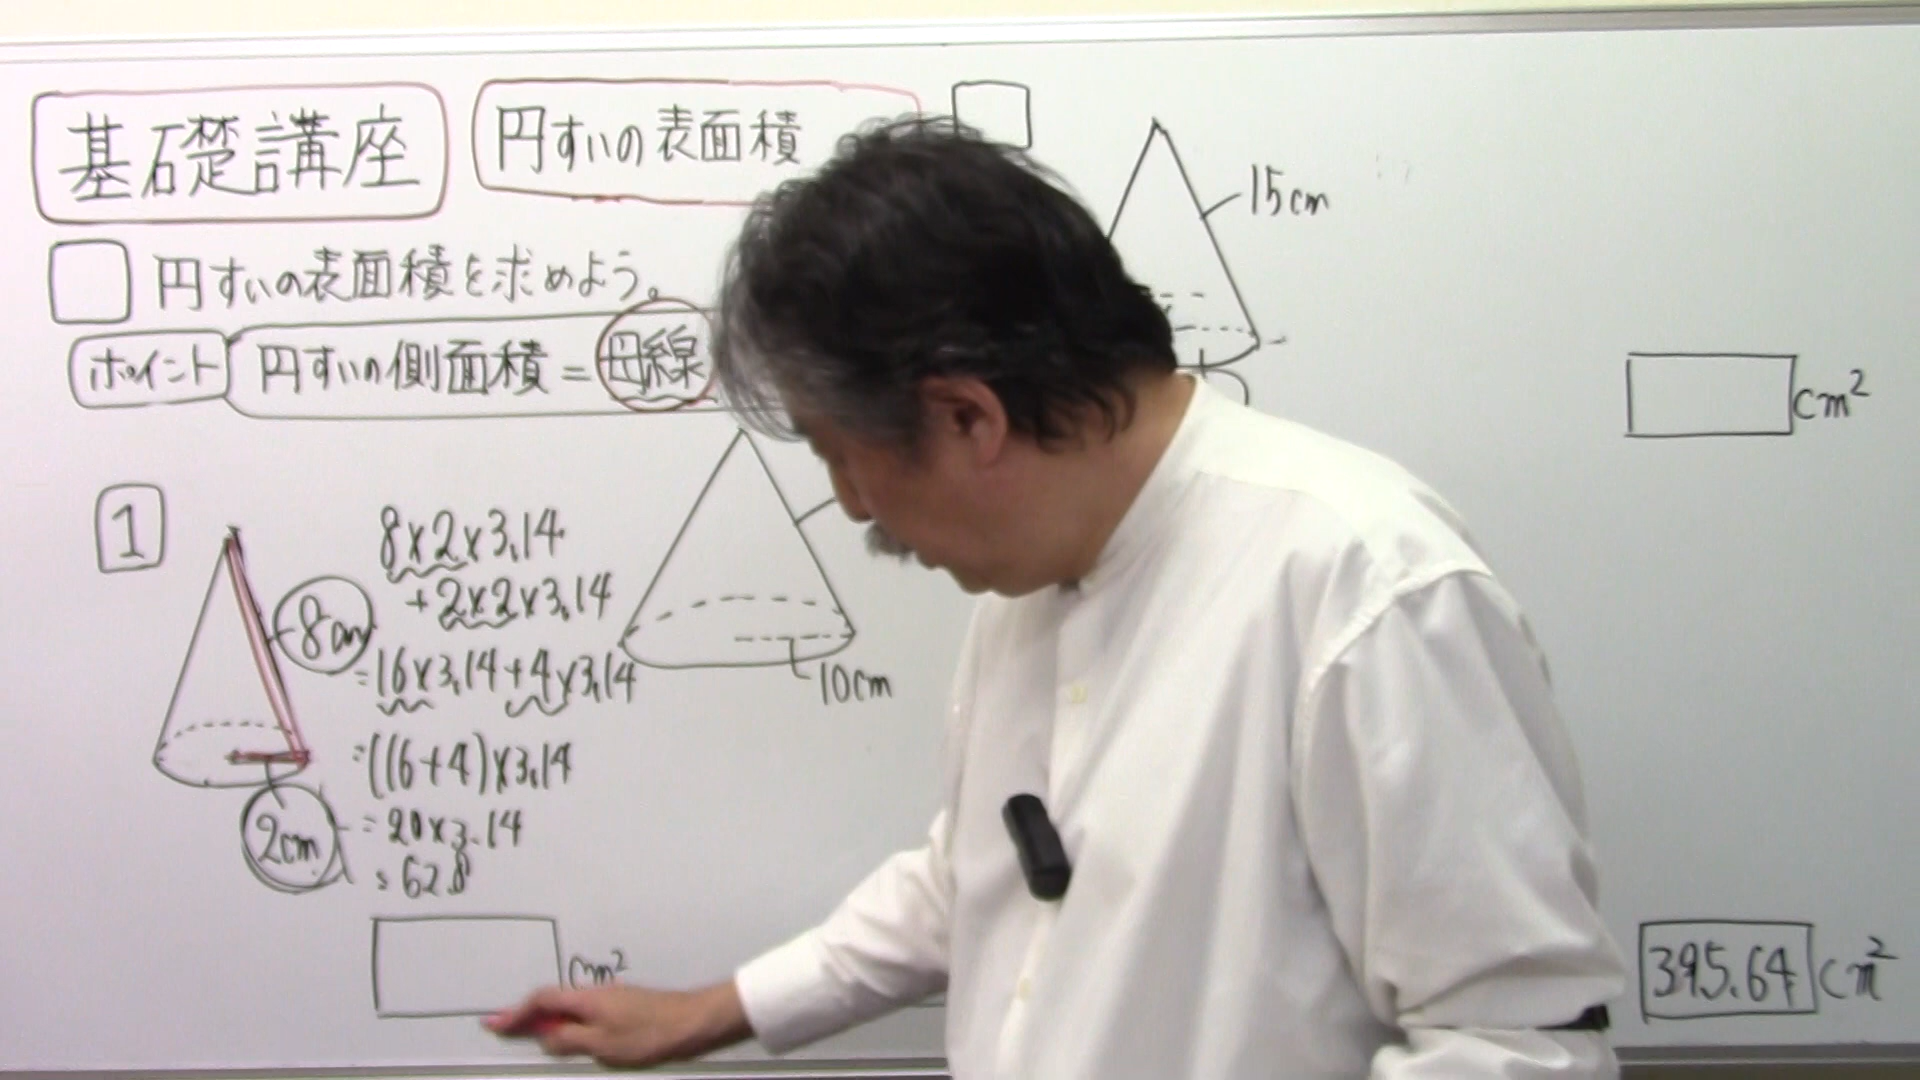 基礎講座
円すいの表面積
円すいの表面積を求めよう。
ポイント
円すいの側面積=母線
1
8cm
2cm
8×2×3.14
+2×2×3.14
=16×3.14+4×3.14
=(16+4)×3.14
=20×3.14
=62.8
cm²
10cm
15cm
cm²
395.64cm²